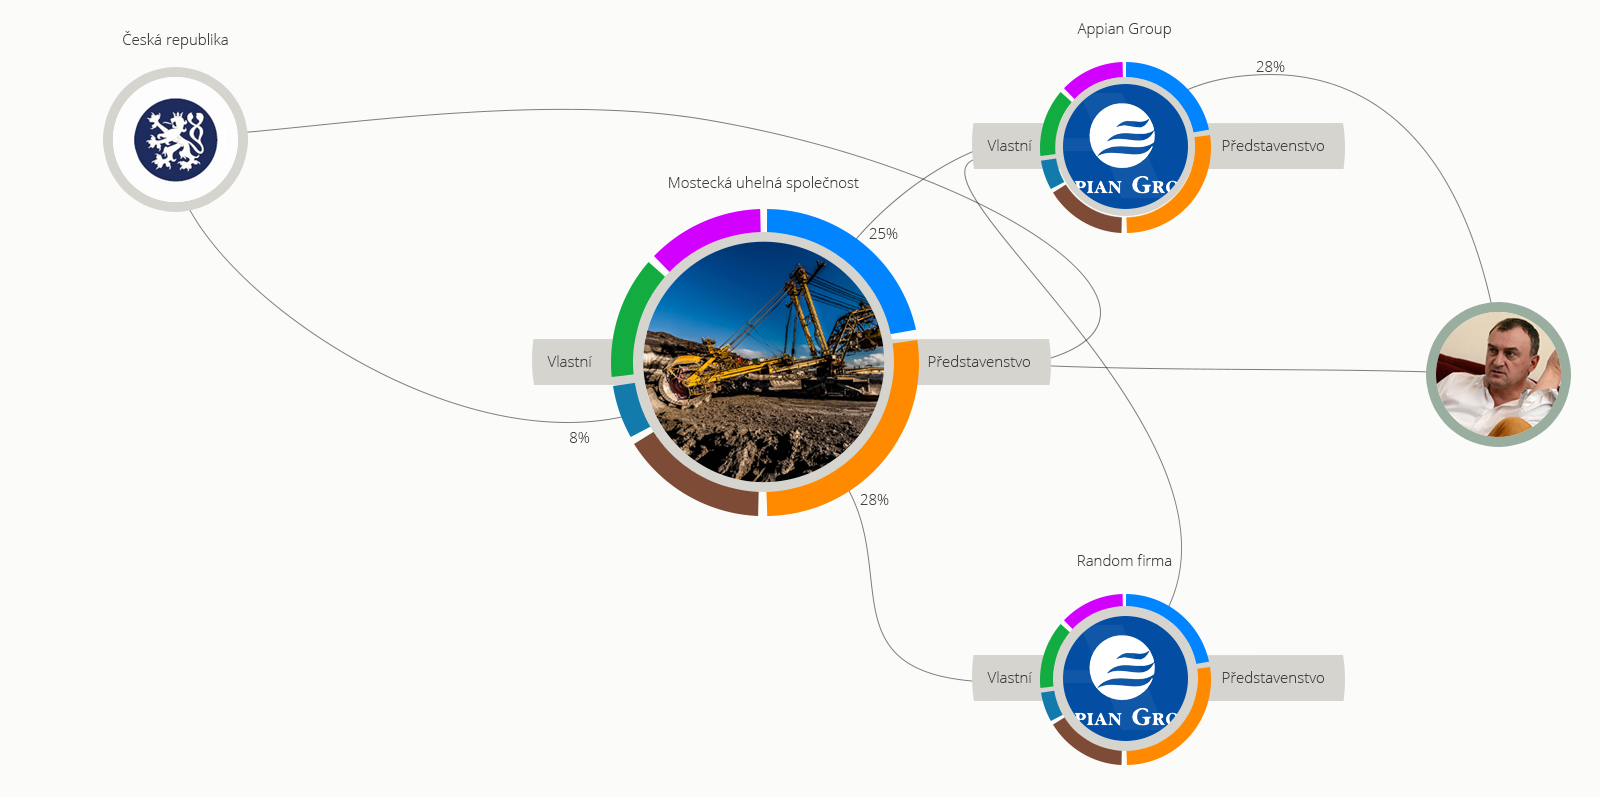 Česká republika
Appian Group
28%
Vlastní
Představenstvo
PIAN GRO
Mostecká uhelná společnost
25%
Vlastní
Představenstvo
8%
28%
Random firma
Vlastní
Představenstvo
PIAN GRO